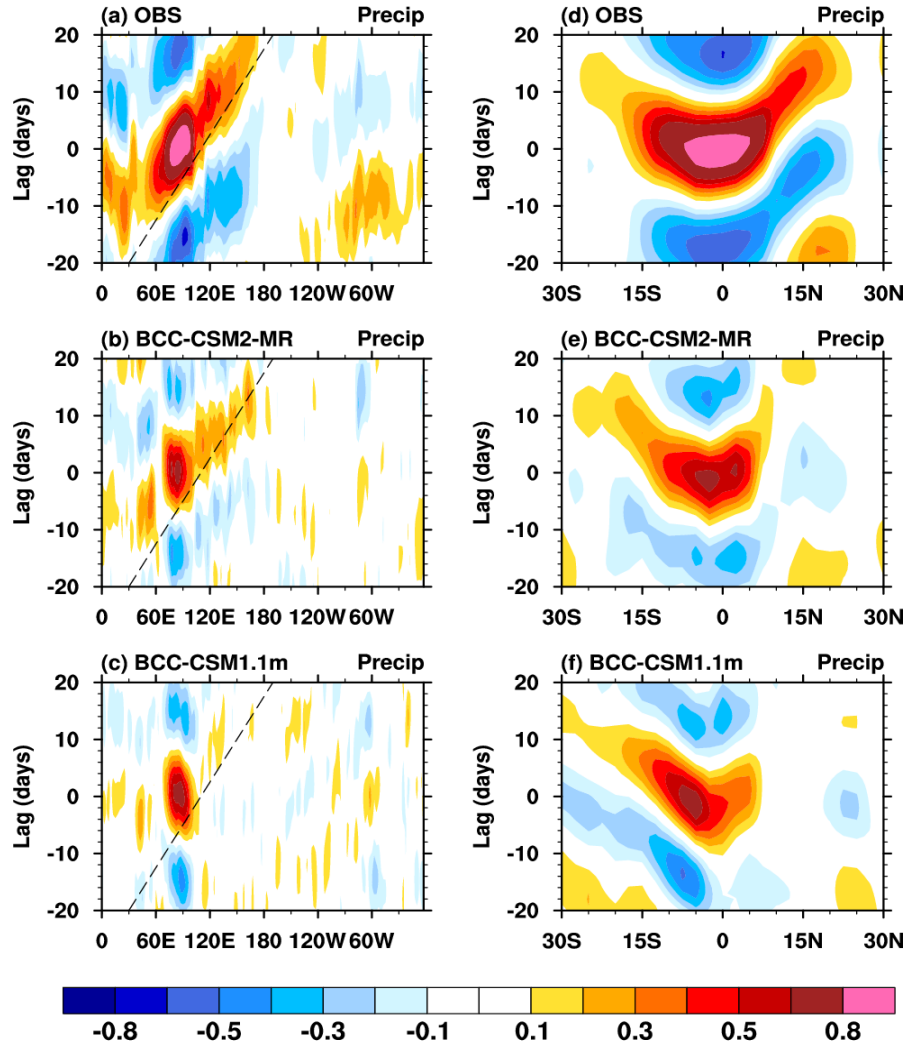 (a) OBS Precip
(d) OBS Precip
20
10
0
-10
-20
Lag (days)
0 60E 120E 180 120W 60W
20
10
0
-10
-20
Lag (days)
30S 15S 0 15N 30N
(b) BCC-CSM2-MR Precip
(e) BCC-CSM2-MR Precip
20
10
0
-10
-20
Lag (days)
0 60E 120E 180 120W 60W
20
10
0
-10
-20
Lag (days)
30S 15S 0 15N 30N
(c) BCC-CSM1.1m Precip
(f) BCC-CSM1.1m Precip
20
10
0
-10
-20
Lag (days)
0 60E 120E 180 120W 60W
20
10
0
-10
-20
Lag (days)
30S 15S 0 15N 30N
-0.8 -0.5 -0.3 -0.1 0.1 0.3 0.5 0.8